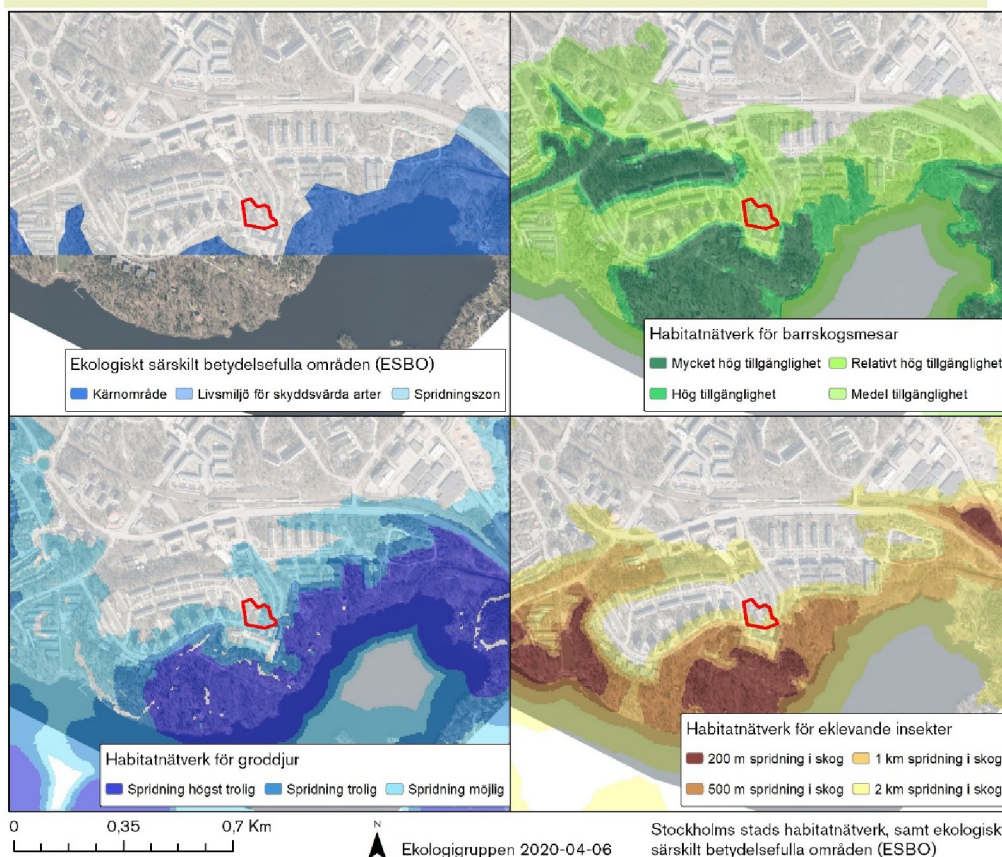 Ekologiskt särskilt betydelsefulla områden (ESBO)
Kärnområde Livsmiljö för skyddsvärda arter Spridningszon
Habitatnätverk för barrskogsmesar
Mycket hög tillgänglighet Relativt hög tillgänglighet
Hög tillgänglighet Medel tillgänglighet
Habitatnätverk för groddjur
Spridning högst trolig Spridning trolig Spridning möjlig
Habitatnätverk för eklevande insekter
200 m spridning i skog 1 km spridning i skog
500 m spridning i skog 2 km spridning i skog
0 0,35 0,7 Km
N
Ekologigruppen 2020-04-06
Stockholms stads habitatnätverk, samt ekologiskt
särskilt betydelsefulla områden (ESBO)